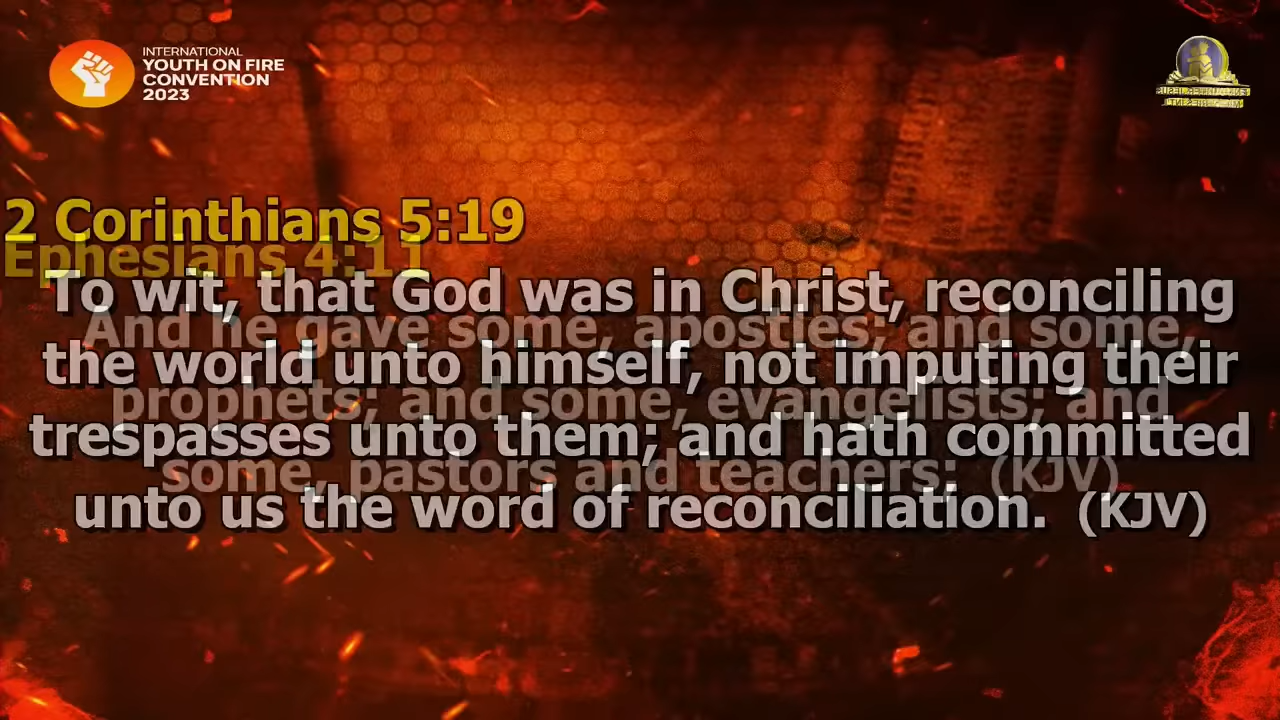 INTERNATIONAL
YOUTH ON FIRE
CONVENTION
2023
2 Corinthians 5:19
Ephesians 4:11
To wit, that God was in Christ, reconciling
And he gave some, apostles; and some,
the world unto himself, not imputing their
prophets; and some, evangelists; and
trespasses unto them; and hath committed
some, pastors and teachers; (KJV)
unto us the word of reconciliation. (KJV)